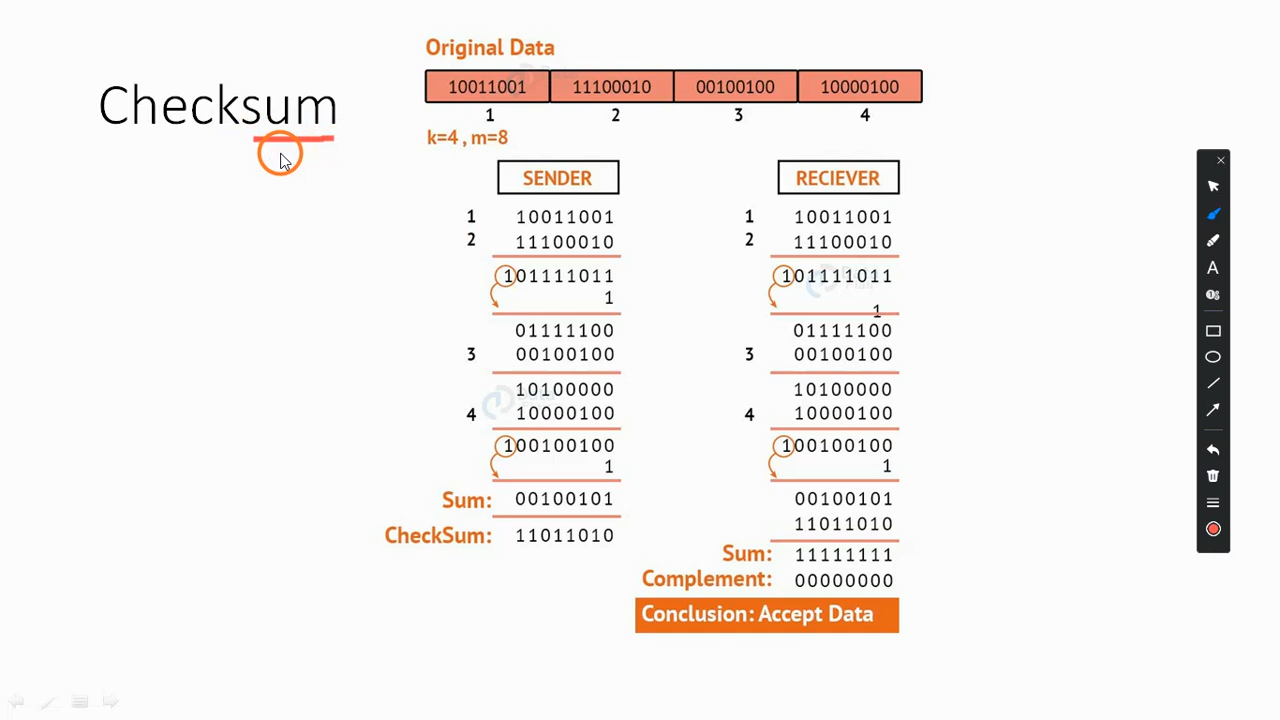 Checksum
Original Data
10011001 11100010 00100100 10000100
1 2 3 4
k=4 , m=8
SENDER
1 10011001
2 11100010
101111011
1
01111100
3 00100100
10100000
4 10000100
100100100
1
Sum: 00100101
CheckSum: 11011010
RECIEVER
1 10011001
2 11100010
101111011
1
01111100
3 00100100
10100000
4 10000100
100100100
1
00100101
11011010
Sum: 11111111
Complement: 00000000
Conclusion: Accept Data
A